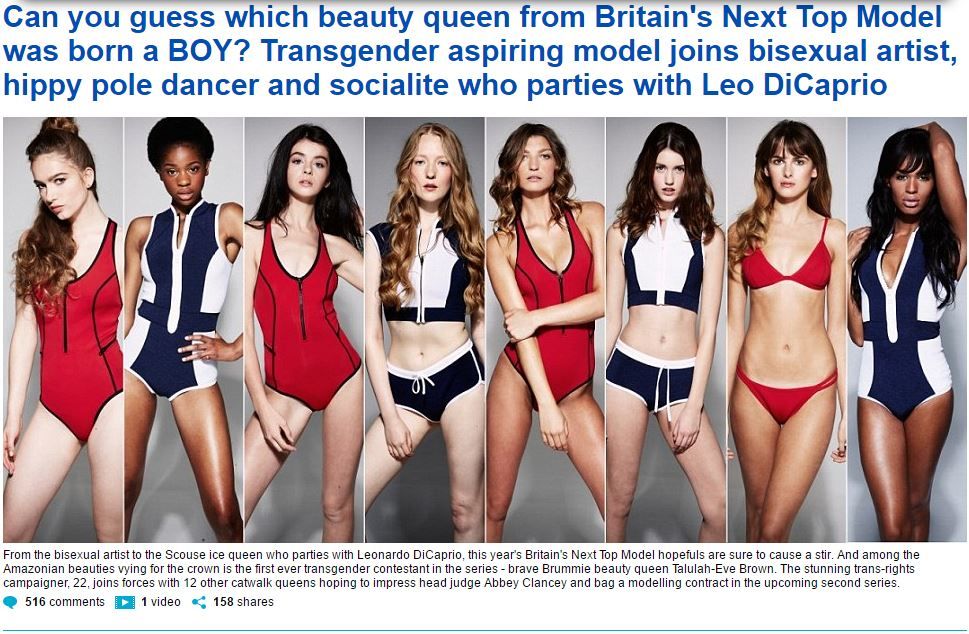 Can you guess which beauty queen from Britain's Next Top Model
was born a BOY? Transgender aspiring model joins bisexual artist,
hippy pole dancer and socialite who parties with Leo DiCaprio
From the bisexual artist to the Scouse ice queen who parties with Leonardo DiCaprio, this year's Britain's Next Top Model hopefuls are sure to cause a stir. And among the
Amazonian beauties vying for the crown is the first ever transgender contestant in the series - brave Brummie beauty queen Talulah-Eve Brown. The stunning trans-rights
campaigner, 22, joins forces with 12 other catwalk queens hoping to impress head judge Abbey Clancey and bag a modelling contract in the upcoming second series.
516 comments 1 video 158 shares